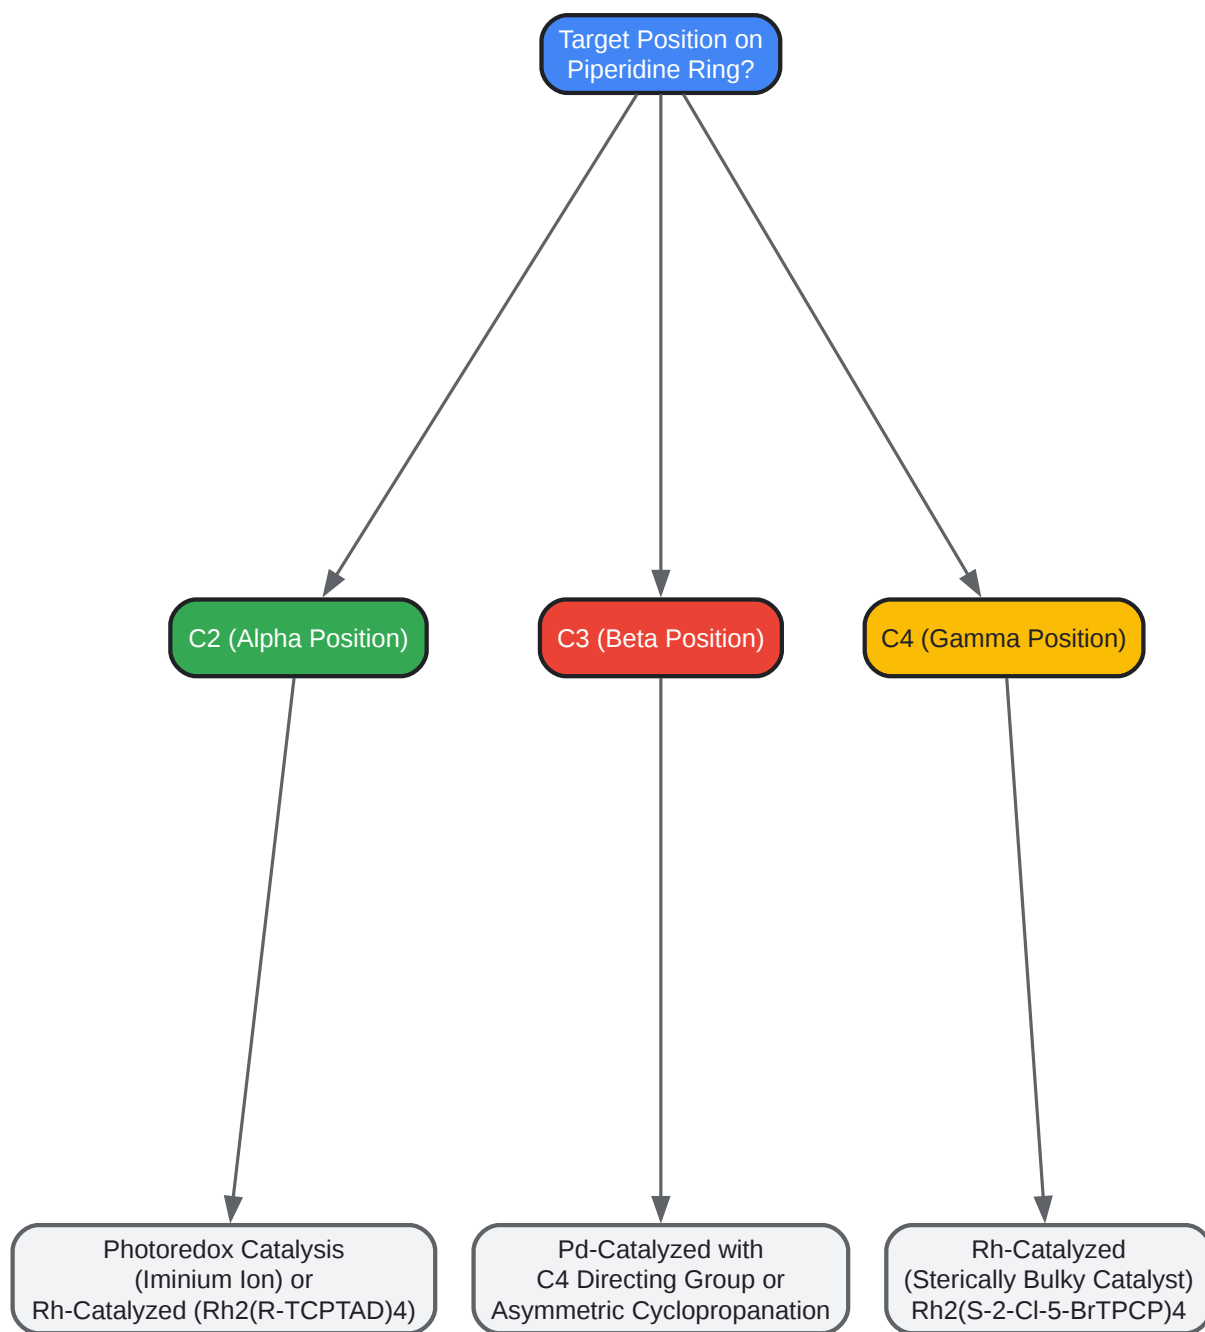 Target Position on
Piperidine Ring?
C2 (Alpha Position)
C3 (Beta Position)
C4 (Gamma Position)
Photoredox Catalysis
(Iminium Ion) or
Rh-Catalyzed (Rh2(R-TCPTAD)4)
Pd-Catalyzed with
C4 Directing Group or
Asymmetric Cyclopropanation
Rh-Catalyzed
(Sterically Bulky Catalyst)
Rh2(S-2-Cl-5-BrTPCP)4